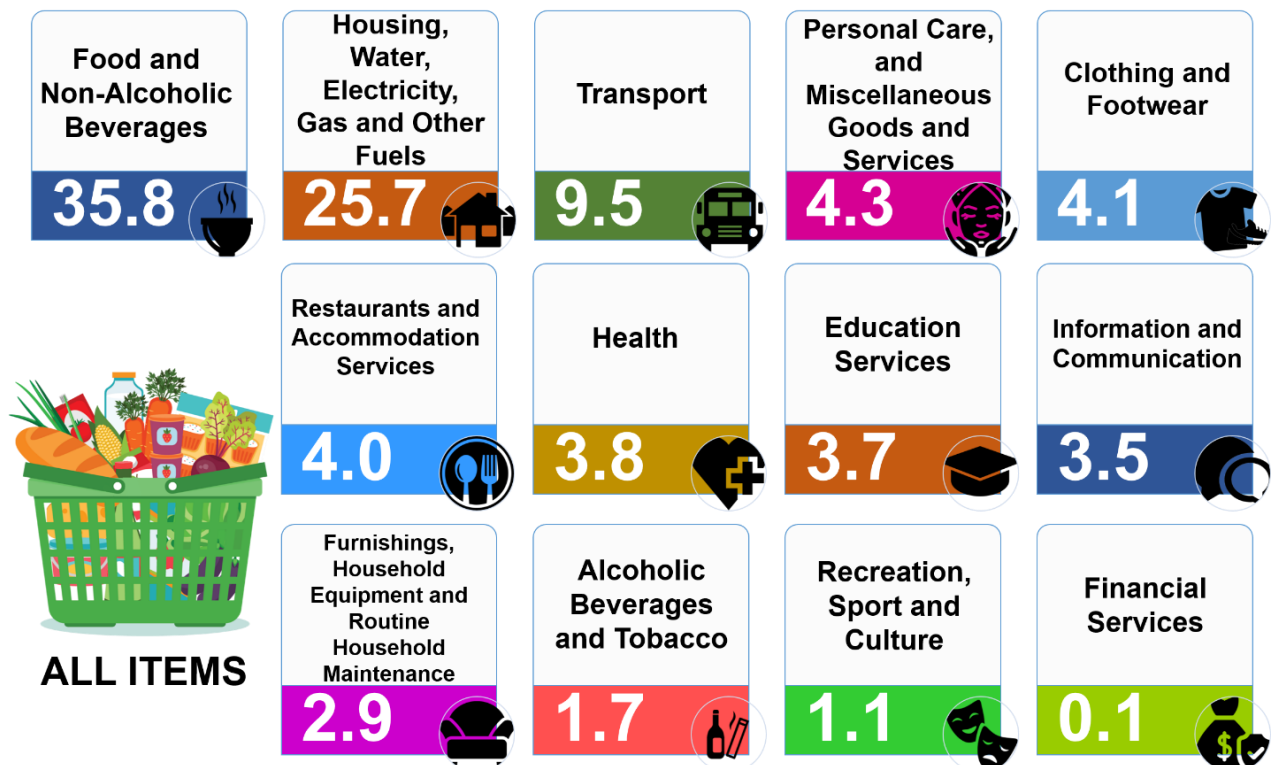 Food and
Non-Alcoholic
Beverages
35.8
Housing,
Water,
Electricity,
Gas and Other
Fuels
25.7
Transport
9.5
Personal Care,
and
Miscellaneous
Goods and
Services
4.3
Clothing and
Footwear
4.1
Restaurants and
Accommodation
Services
4.0
Health
3.8
Education
Services
3.7
Information and
Communication
3.5
ALL ITEMS
Furnishings,
Household
Equipment and
Routine
Household
Maintenance
2.9
Alcoholic
Beverages
and Tobacco
1.7
Recreation,
Sport and
Culture
1.1
Financial
Services
0.1
$